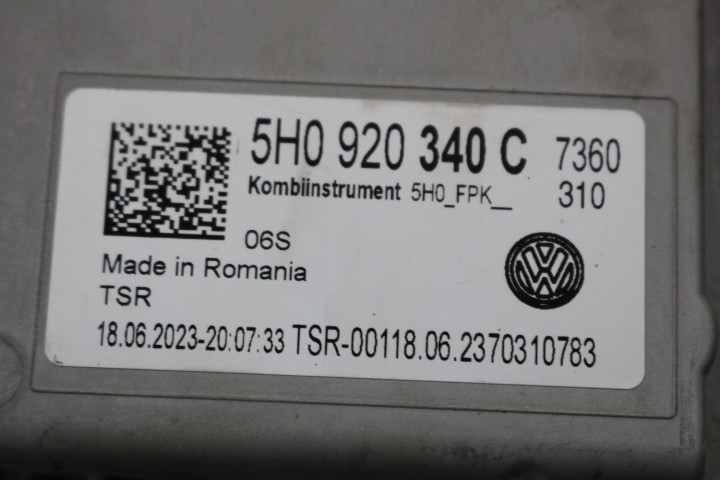 5H0 920 340 C 7360
Kombiinstrument 5H0_FPK__ 310
06S
Made in Romania
TSR
18.06.2023-20:07:33 TSR-00118.06.2370310783